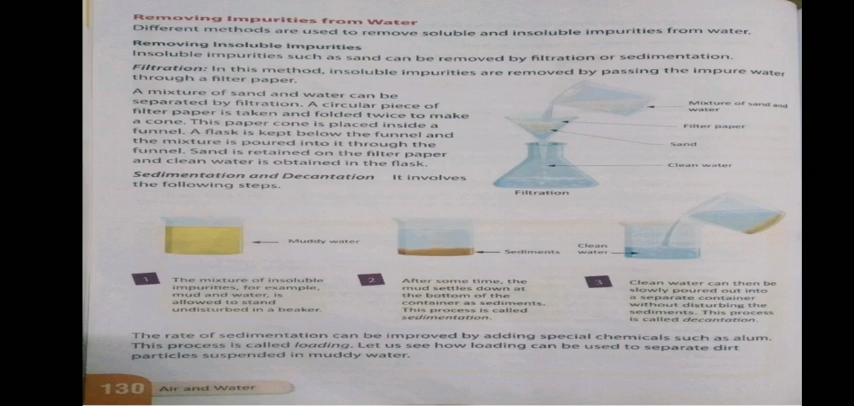 Removing Impurities from Water
Different methods are used to remove soluble and insoluble impurities from water.
Removing Insoluble Impurities
Insoluble impurities such as sand can be removed by filtration or sedimentation.
Filtration: In this method, insoluble impurities are removed by passing the impure water
through a filter paper.
A mixture of sand and water can be
separated by filtration. A circular piece of
filter paper is taken and folded twice to make
a cone. This paper cone is placed inside a
funnel. A flask is kept below the funnel and
the mixture is poured into it through the
funnel. Sand is retained on the filter paper
and clean water is obtained in the flask.
Mixture of sand and
water
Filter paper
Sand
Clean water
Filtration
Sedimentation and Decantation It involves
the following steps.
Muddy water
Sediments
Clean
water
1
The mixture of insoluble
impurities, for example,
mud and water, is
allowed to stand
undisturbed in a beaker.
2
After some time, the
mud settles down at
the bottom of the
container as sediments.
This process is called
sedimentation.
3
Clean water can then be
slowly poured out into
a separate container
without disturbing the
sediments. This process
is called decantation.
The rate of sedimentation can be improved by adding special chemicals such as alum.
This process is called loading. Let us see how loading can be used to separate dirt
particles suspended in muddy water.
130 Air and Water